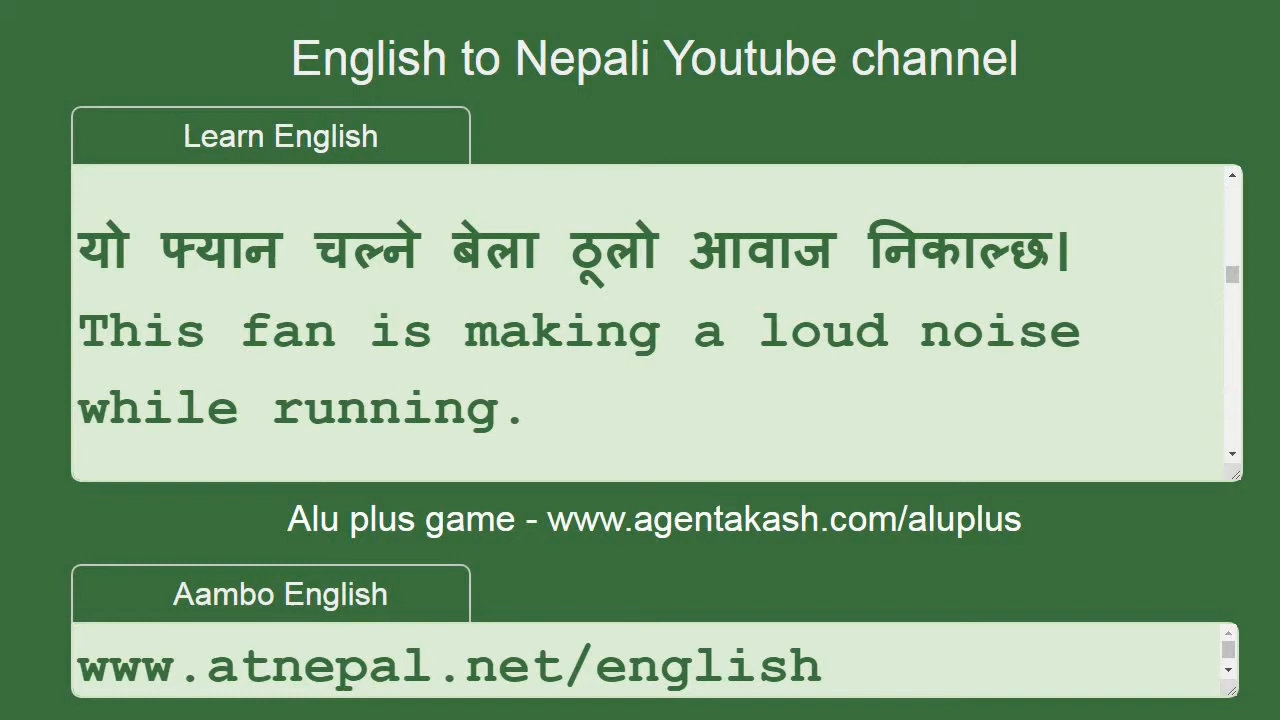 English to Nepali Youtube channel
Learn English
यो फ्यान चल्ने बेला ठूलो आवाज निकाल्छ।
This fan is making a loud noise
while running.
Alu plus game - www.agentakash.com/aluplus
Aambo English
www.atnepal.net/english